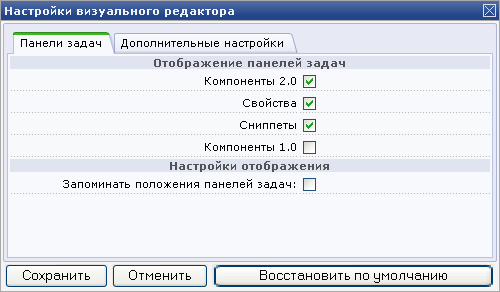 Настройки визуального редактора
Панели задач Дополнительные настройки
Отображение панелей задач
Компоненты 2.0
Свойства
Сниппеты
Компоненты 1.0
Настройки отображения
Запоминать положения панелей задач:
Сохранить Отменить Восстановить по умолчанию